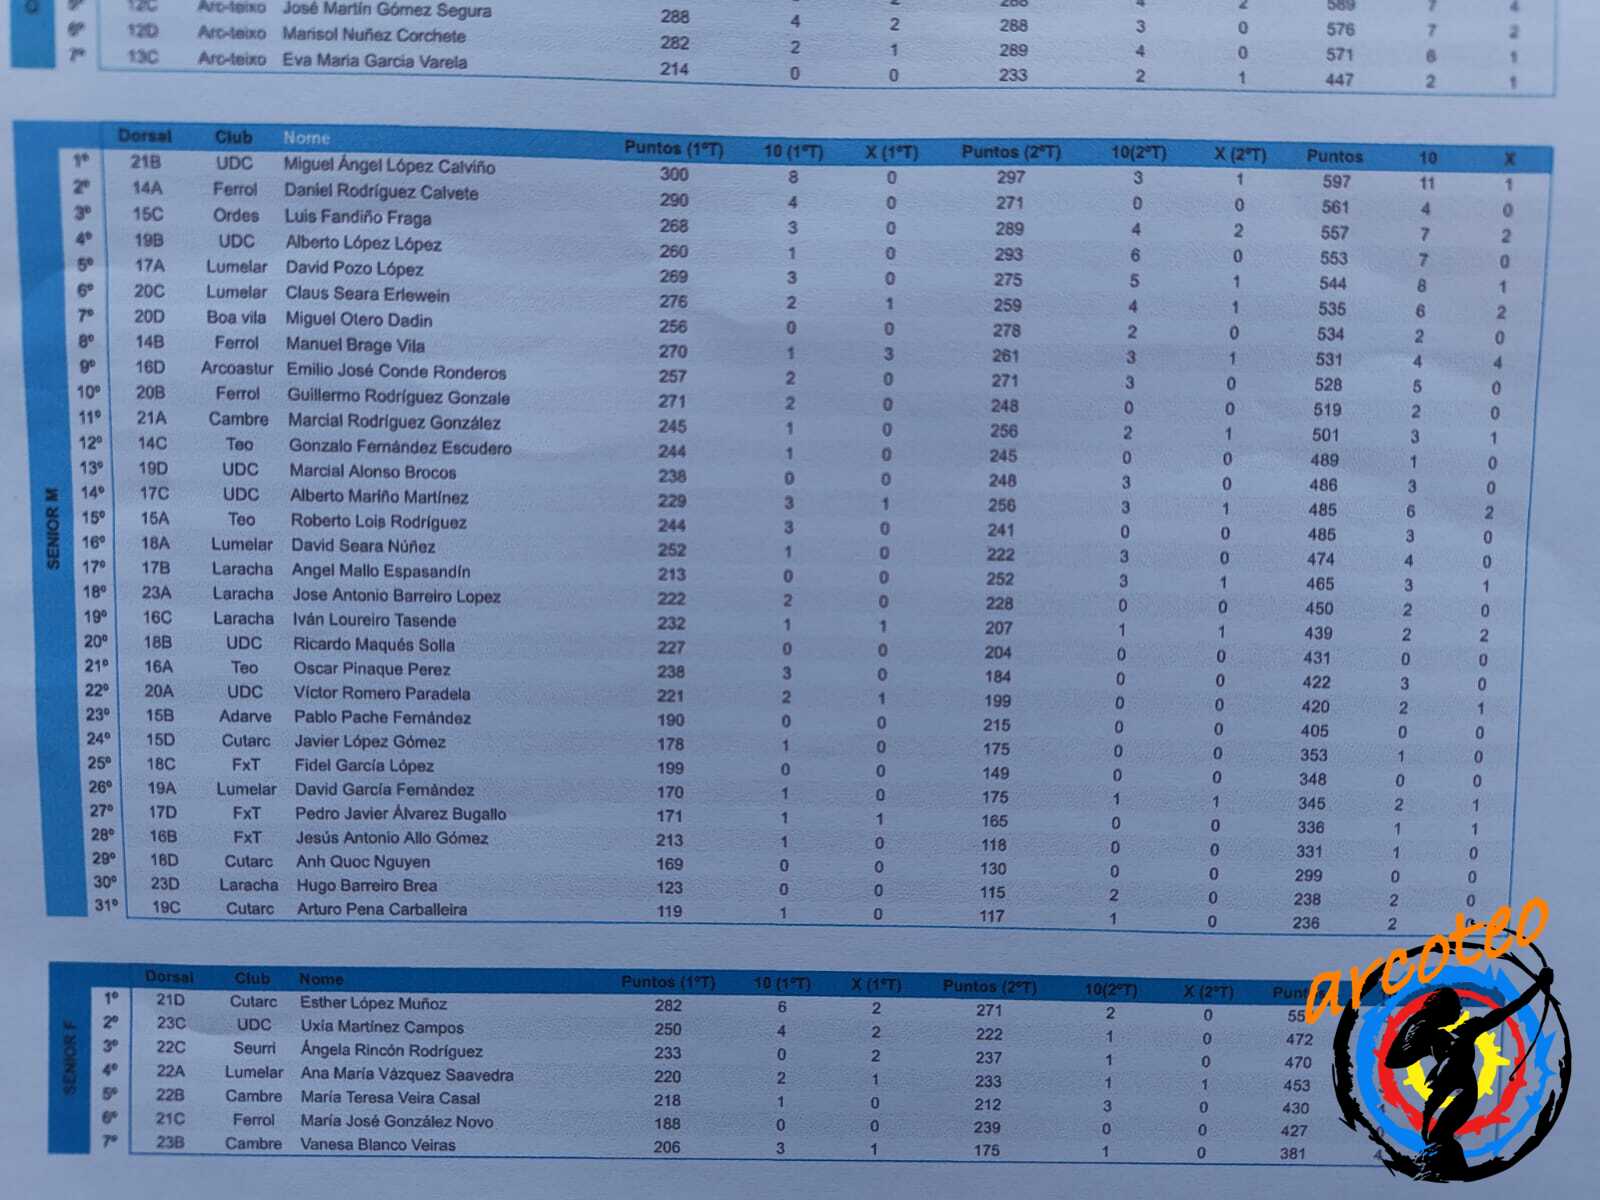 5º 12C Arc-teixo José Martín Gómez Segura 288 4 2 288 3 0 589 7 4
6º 12D Arc-teixo Marisol Nuñez Corchete 282 2 1 289 4 0 576 7 2
7º 13C Arc-teixo Eva Maria Garcia Varela 214 0 0 233 2 1 447 2 1
Dorsal Club Nome Puntos (1ºT) 10 (1ºT) X (1ºT) Puntos (2ºT) 10(2ºT) X (2ºT) Puntos 10 X
SENIOR M
1º 21B UDC Miguel Ángel López Calviño 300 8 0 297 3 1 597 11 1
2º 14A Ferrol Daniel Rodríguez Calvete 290 4 0 271 0 0 561 4 0
3º 15C Ordes Luis Fandiño Fraga 268 3 0 289 4 2 557 7 2
4º 19B UDC Alberto López López 260 1 0 293 6 0 553 7 0
5º 17A Lumelar David Pozo López 269 3 0 275 5 1 544 8 1
6º 20C Lumelar Claus Seara Erlewein 276 2 1 259 4 1 535 6 2
7º 20D Boa vila Miguel Otero Dadin 256 0 0 278 2 0 534 2 0
8º 14B Ferrol Manuel Brage Vila 270 1 3 261 3 1 531 4 4
9º 16D Arcoastur Emilio José Conde Ronderos 257 2 0 271 3 0 528 5 0
10º 20B Ferrol Guillermo Rodríguez Gonzale 271 2 0 248 0 0 519 2 0
11º 21A Cambre Marcial Rodríguez González 245 1 0 256 2 1 501 3 1
12º 14C Teo Gonzalo Fernández Escudero 244 1 0 245 0 0 489 1 0
13º 19D UDC Marcial Alonso Brocos 238 0 0 248 3 0 486 3 0
14º 17C UDC Alberto Mariño Martínez 229 3 1 256 3 1 485 6 2
15º 15A Teo Roberto Lois Rodríguez 244 3 0 241 0 0 485 3 0
16º 18A Lumelar David Seara Núñez 252 1 0 222 3 0 474 4 0
17º 17B Laracha Angel Mallo Espasandín 213 0 0 252 3 1 465 3 1
18º 23A Laracha Jose Antonio Barreiro Lopez 222 2 0 228 0 0 450 2 0
19º 16C Laracha Iván Loureiro Tasende 232 1 1 207 1 1 439 2 2
20º 18B UDC Ricardo Maqués Solla 227 0 0 204 0 0 431 0 0
21º 16A Teo Oscar Pinaque Perez 238 3 0 184 0 0 422 3 0
22º 20A UDC Víctor Romero Paradela 221 2 1 199 0 0 420 2 1
23º 15B Adarve Pablo Pache Fernández 190 0 0 215 0 0 405 0 0
24º 15D Cutarc Javier López Gómez 178 1 0 175 0 0 353 1 0
25º 18C FxT Fidel García López 199 0 0 149 0 0 348 0 0
26º 19A Lumelar David García Fernández 170 1 0 175 1 1 345 2 1
27º 17D FxT Pedro Javier Álvarez Bugallo 171 1 1 165 0 0 336 1 1
28º 16B FxT Jesús Antonio Allo Gómez 213 1 0 118 0 0 331 1 0
29º 18D Cutarc Anh Quoc Nguyen 169 0 0 130 0 0 299 0 0
30º 23D Laracha Hugo Barreiro Brea 123 0 0 115 2 0 238 2 0
31º 19C Cutarc Arturo Pena Carballeira 119 1 0 117 1 0 236 2
arcoteo
Dorsal Club Nome Puntos (1ºT) 10 (1ºT) X (1ºT) Puntos (2ºT) 10(2ºT) X (2ºT)
SENIOR F
1º 21D Cutarc Esther López Muñoz 282 6 2 271 2 0
2º 23C UDC Uxía Martínez Campos 250 4 2 222 1 0 472
3º 22C Seurri Ángela Rincón Rodríguez 233 0 2 237 1 0 470
4º 22A Lumelar Ana María Vázquez Saavedra 220 2 1 233 1 1 453
5º 22B Cambre María Teresa Veira Casal 218 1 0 212 3 0 430
6º 21C Ferrol María José González Novo 188 0 0 239 0 0 427
7º 23B Cambre Vanesa Blanco Veiras 206 3 1 175 1 0 381 4